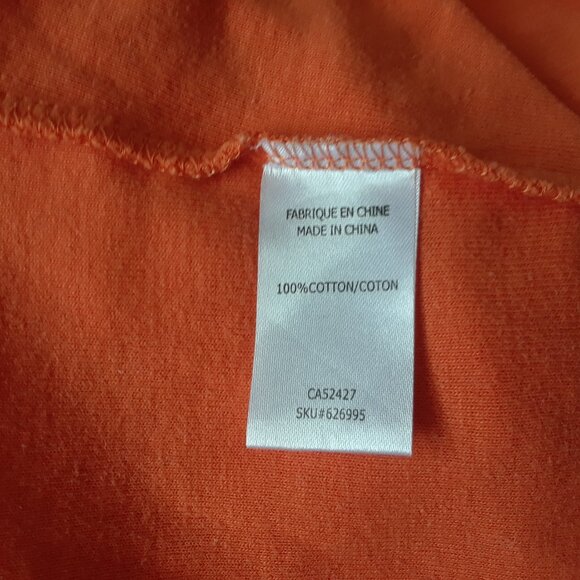 FABRIQUE EN CHINE
MADE IN CHINA
100%COTTON/COTON
CA52427
SKU#626995